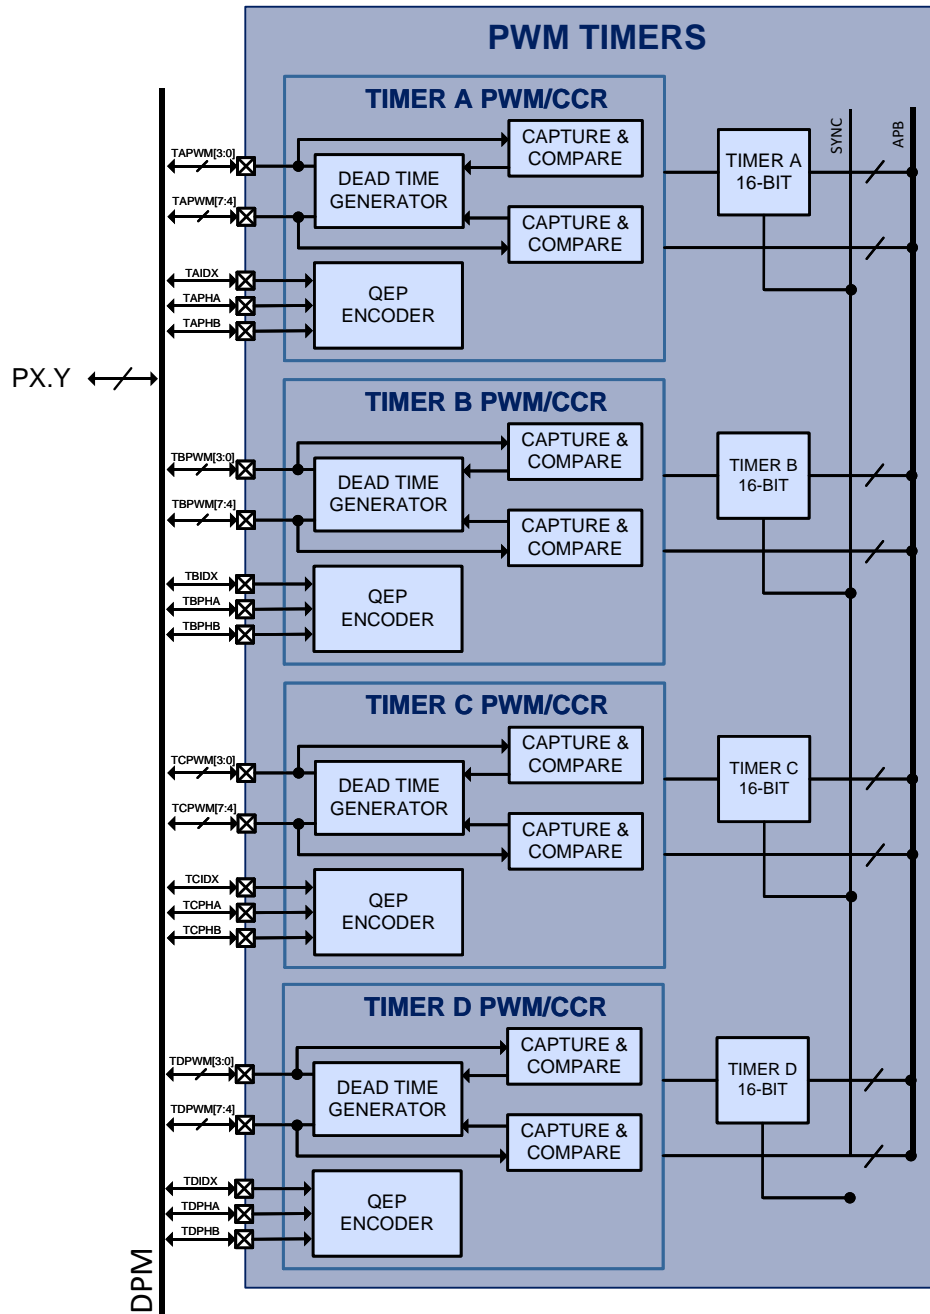 PWM TIMERS
TIMER A PWM/CCR
SYNC
APB
CAPTURE &
COMPARE
TAPWM[3:0]
DEAD TIME
GENERATOR
TIMER A
16-BIT
TAPWM[7:4]
CAPTURE &
COMPARE
TAIDX
TAPHA
TAPHB
QEP
ENCODER
PX.Y
TIMER B PWM/CCR
CAPTURE &
COMPARE
TBPWM[3:0]
DEAD TIME
GENERATOR
TIMER B
16-BIT
TBPWM[7:4]
CAPTURE &
COMPARE
TBIDX
TBPHA
TBPHB
QEP
ENCODER
TIMER C PWM/CCR
CAPTURE &
COMPARE
TCPWM[3:0]
DEAD TIME
GENERATOR
TIMER C
16-BIT
TCPWM[7:4]
CAPTURE &
COMPARE
TCIDX
TCPHA
TCPHB
QEP
ENCODER
TIMER D PWM/CCR
CAPTURE &
COMPARE
TDPWM[3:0]
DEAD TIME
GENERATOR
TIMER D
16-BIT
TDPWM[7:4]
CAPTURE &
COMPARE
TDIDX
TDPHA
TDPHB
QEP
ENCODER
DPM